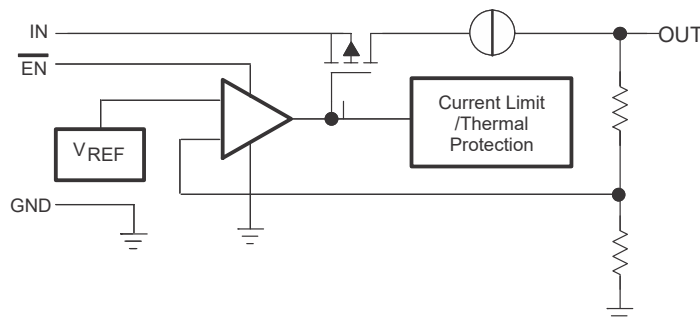 IN
OUT
EN
Current Limit
/Thermal
Protection
VREF
GND